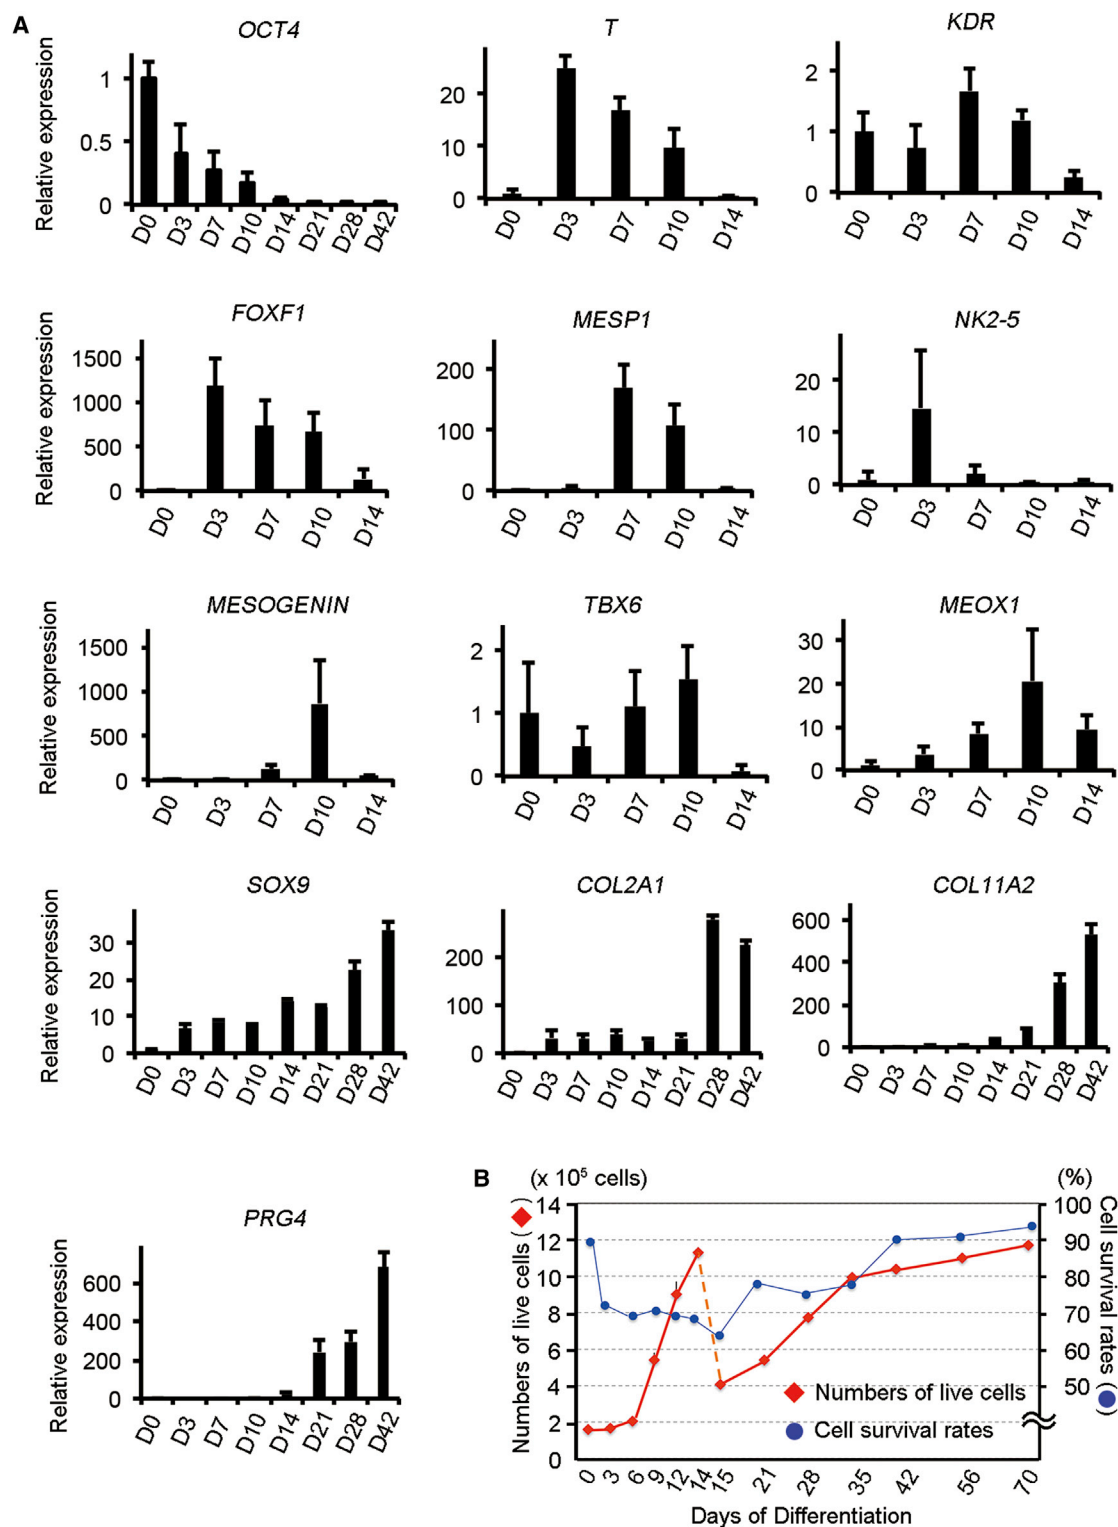 A
OCT4
T
KDR
Relative expression
1
0.5
0
D0 D3 D7 D10 D14 D21 D28 D42
20
10
0
D0 D3 D7 D10 D14
2
1
0
D0 D3 D7 D10 D14
FOXF1
MESP1
NK2-5
Relative expression
1500
1000
500
0
D0 D3 D7 D10 D14
200
100
0
D0 D3 D7 D10 D14
20
10
0
D0 D3 D7 D10 D14
MESOGENIN
TBX6
MEOX1
Relative expression
1500
1000
500
0
D0 D3 D7 D10 D14
2
1
0
D0 D3 D7 D10 D14
30
20
10
0
D0 D3 D7 D10 D14
SOX9
COL2A1
COL11A2
Relative expression
30
20
10
0
D0 D3 D7 D10 D14 D21 D28 D42
200
100
0
D0 D3 D7 D10 D14 D21 D28 D42
600
400
200
0
D0 D3 D7 D10 D14 D21 D28 D42
PRG4
Relative expression
600
400
200
0
D0 D3 D7 D10 D14 D21 D28 D42
B
(x 10⁵ cells)
(%)
Numbers of live cells ( )
14
12
10
8
6
4
2
0
100
90
80
70
60
50
Cell survival rates ( )
Numbers of live cells
Cell survival rates
0 3 6 9 12 14 15 21 28 35 42 56 70
Days of Differentiation